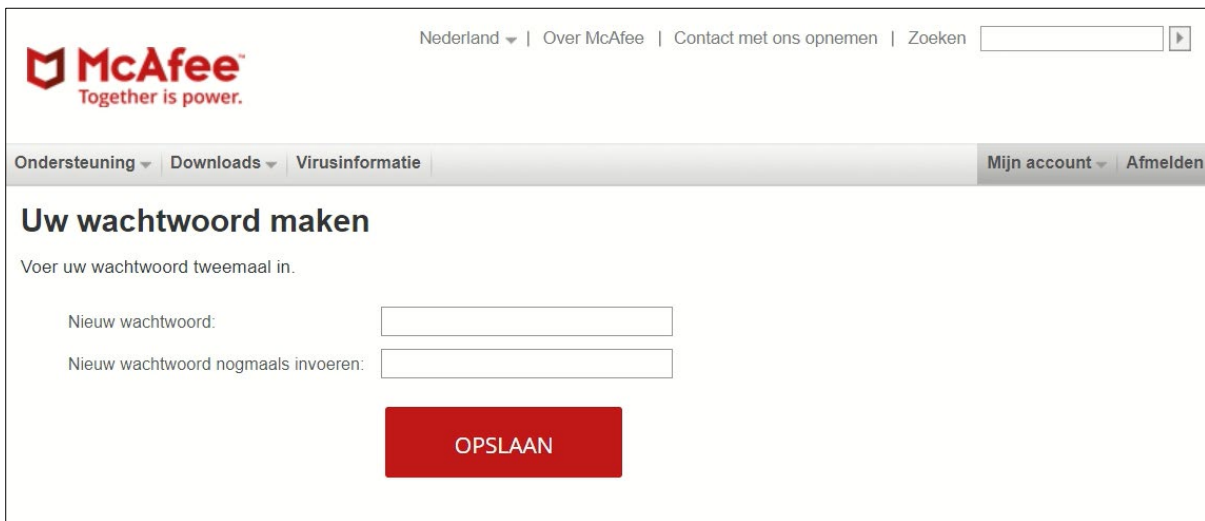 Nederland | Over McAfee | Contact met ons opnemen | Zoeken
McAfee™
Together is power.
Ondersteuning Downloads Virusinformatie Mijn account Afmelden
Uw wachtwoord maken
Voer uw wachtwoord tweemaal in.
Nieuw wachtwoord:
Nieuw wachtwoord nogmaals invoeren:
OPSLAAN